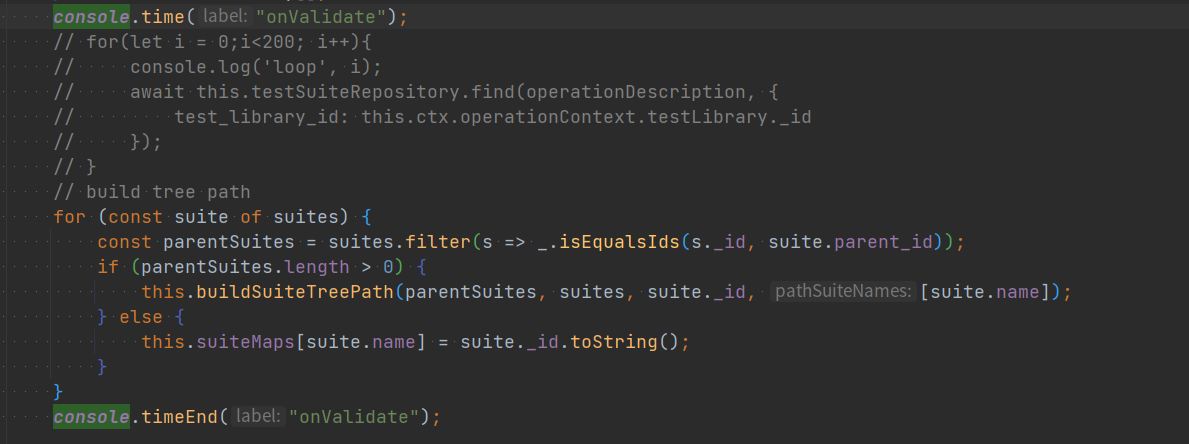 console.time( label: "onValidate");
// for(let i = 0;i<200; i++){
//     console.log('loop', i);
//     await this.testSuiteRepository.find(operationDescription, {
//         test_library_id: this.ctx.operationContext.testLibrary._id
//     });
// }
// build tree path
for (const suite of suites) {
    const parentSuites = suites.filter(s => _.isEqualsIds(s._id, suite.parent_id));
    if (parentSuites.length > 0) {
        this.buildSuiteTreePath(parentSuites, suites, suite._id, pathSuiteNames: [suite.name]);
    } else {
        this.suiteMaps[suite.name] = suite._id.toString();
    }
}
console.timeEnd( label: "onValidate");